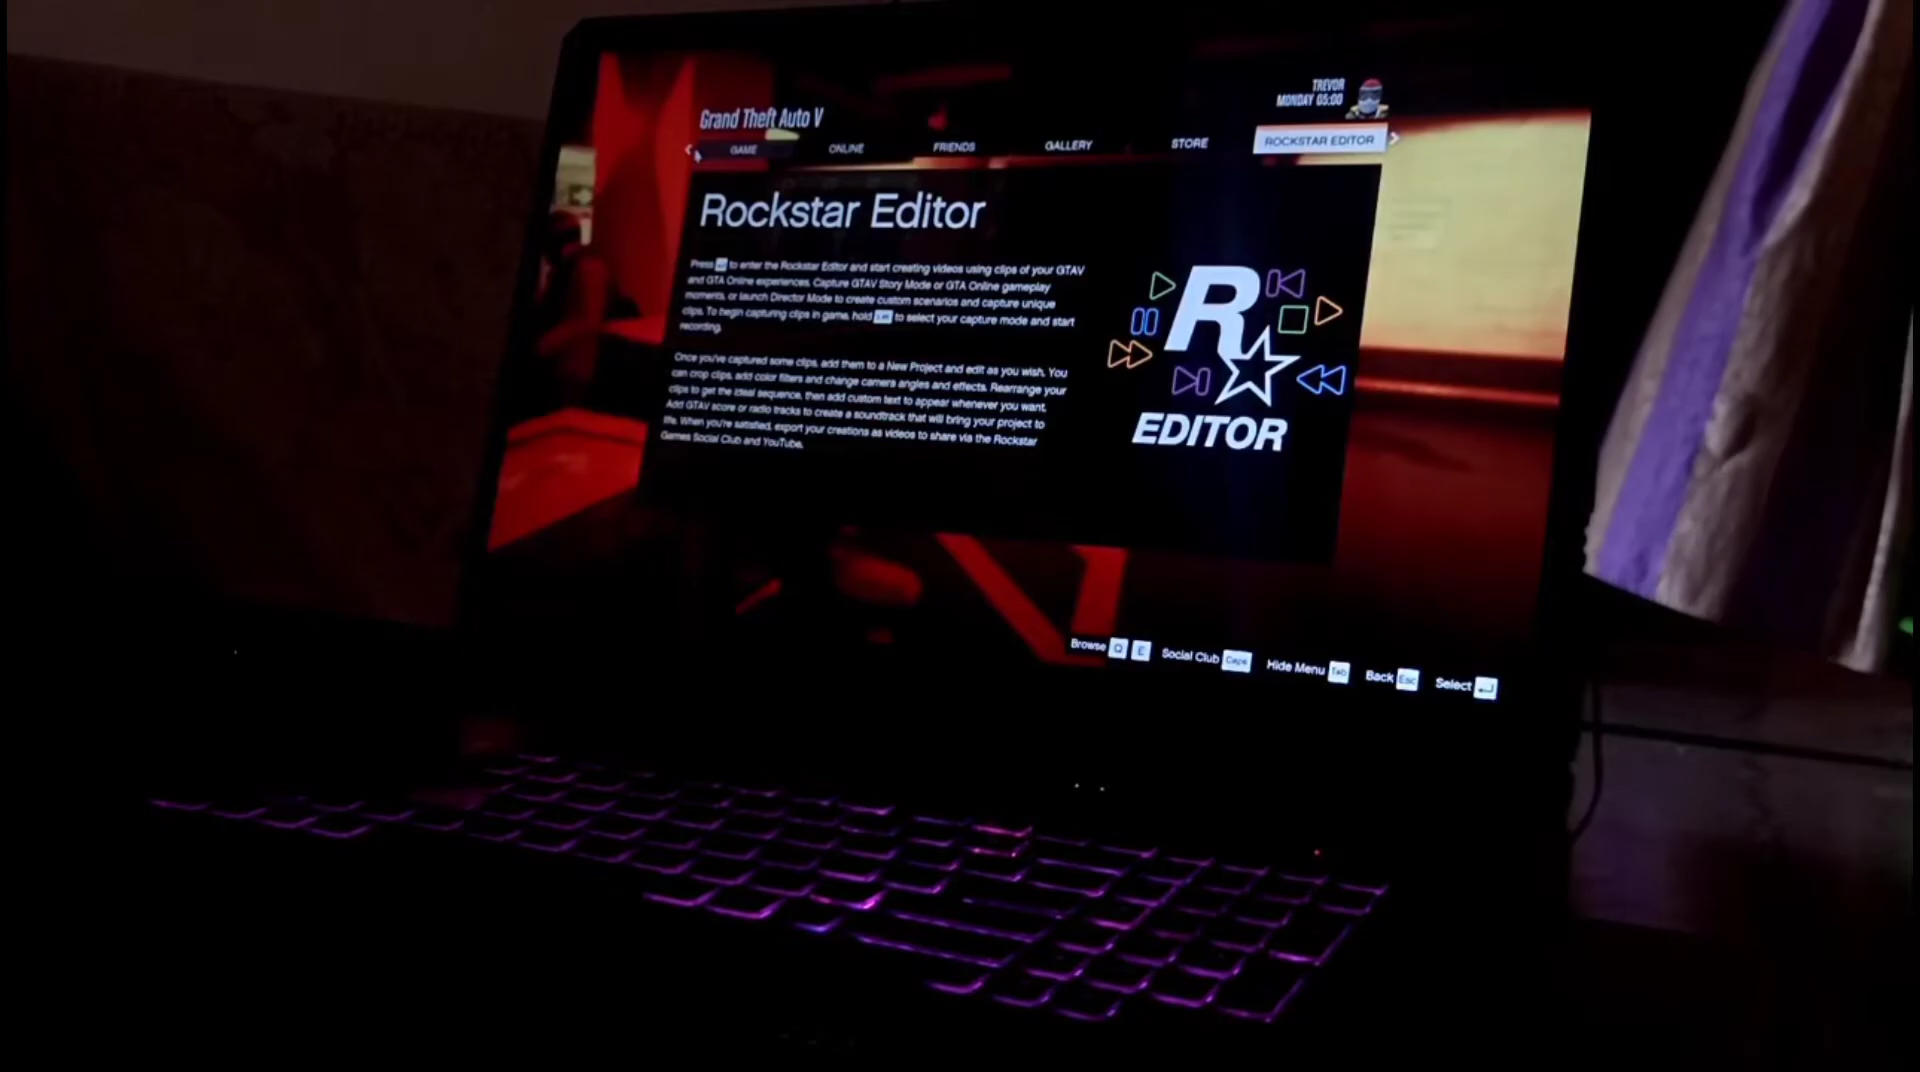 TREVOR
MONDAY 05:00
Grand Theft Auto V
GAME ONLINE FRIENDS GALLERY STORE ROCKSTAR EDITOR
Rockstar Editor
Press to enter the Rockstar Editor and start creating videos using clips of your GTAV
and GTA Online experiences. Capture GTAV Story Mode or GTA Online gameplay
moments, or launch Director Mode to create custom scenarios and capture unique
clips. To begin capturing clips in game, hold to select your capture mode and start
recording.
Once you've captured some clips, add them to a New Project and edit as you wish. You
can crop clips, add color filters and change camera angles and effects. Rearrange your
clips to get the ideal sequence, then add custom text to appear whenever you want.
Add GTAV score or radio tracks to create a soundtrack that will bring your project to
life. When you're satisfied, export your creations as videos to share via the Rockstar
Games Social Club and YouTube.
R
EDITOR
Browse Q E Social Club Caps Hide Menu Tab Back Esc Select